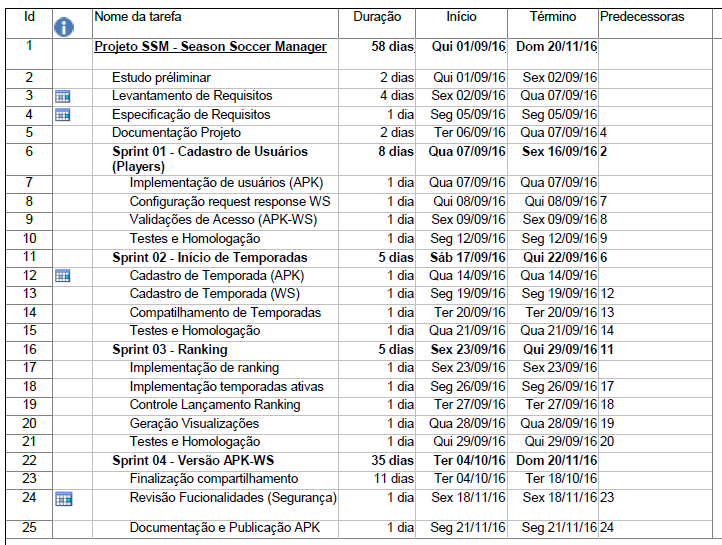 Id Nome da tarefa Duração Início Término Predecessoras
1 Projeto SSM - Season Soccer Manager 58 dias Qui 01/09/16 Dom 20/11/16
2 Estudo préliminar 2 dias Qui 01/09/16 Sex 02/09/16
3 Levantamento de Requisitos 4 dias Sex 02/09/16 Qua 07/09/16
4 Especificação de Requisitos 1 dia Seg 05/09/16 Seg 05/09/16
5 Documentação Projeto 2 dias Ter 06/09/16 Qua 07/09/16 4
6 Sprint 01 - Cadastro de Usuários 8 dias Qua 07/09/16 Sex 16/09/16 2
(Players)
7 Implementação de usuários (APK) 1 dia Qua 07/09/16 Qua 07/09/16
8 Configuração request response WS 1 dia Qui 08/09/16 Qui 08/09/16 7
9 Validações de Acesso (APK-WS) 1 dia Sex 09/09/16 Sex 09/09/16 8
10 Testes e Homologação 1 dia Seg 12/09/16 Seg 12/09/16 9
11 Sprint 02 - Início de Temporadas 5 dias Sáb 17/09/16 Qui 22/09/16 6
12 Cadastro de Temporada (APK) 1 dia Qua 14/09/16 Qua 14/09/16
13 Cadastro de Temporada (WS) 1 dia Seg 19/09/16 Seg 19/09/16 12
14 Compatilhamento de Temporadas 1 dia Ter 20/09/16 Ter 20/09/16 13
15 Testes e Homologação 1 dia Qua 21/09/16 Qua 21/09/16 14
16 Sprint 03 - Ranking 5 dias Sex 23/09/16 Qui 29/09/16 11
17 Implementação de ranking 1 dia Sex 23/09/16 Sex 23/09/16
18 Implementação temporadas ativas 1 dia Seg 26/09/16 Seg 26/09/16 17
19 Controle Lançamento Ranking 1 dia Ter 27/09/16 Ter 27/09/16 18
20 Geração Visualizações 1 dia Qua 28/09/16 Qua 28/09/16 19
21 Testes e Homologação 1 dia Qui 29/09/16 Qui 29/09/16 20
22 Sprint 04 - Versão APK-WS 35 dias Ter 04/10/16 Dom 20/11/16
23 Finalização compartilhamento 11 dias Ter 04/10/16 Ter 18/10/16
24 Revisão Fucionalidades (Segurança) 1 dia Sex 18/11/16 Sex 18/11/16 23
25 Documentação e Publicação APK 1 dia Seg 21/11/16 Seg 21/11/16 24